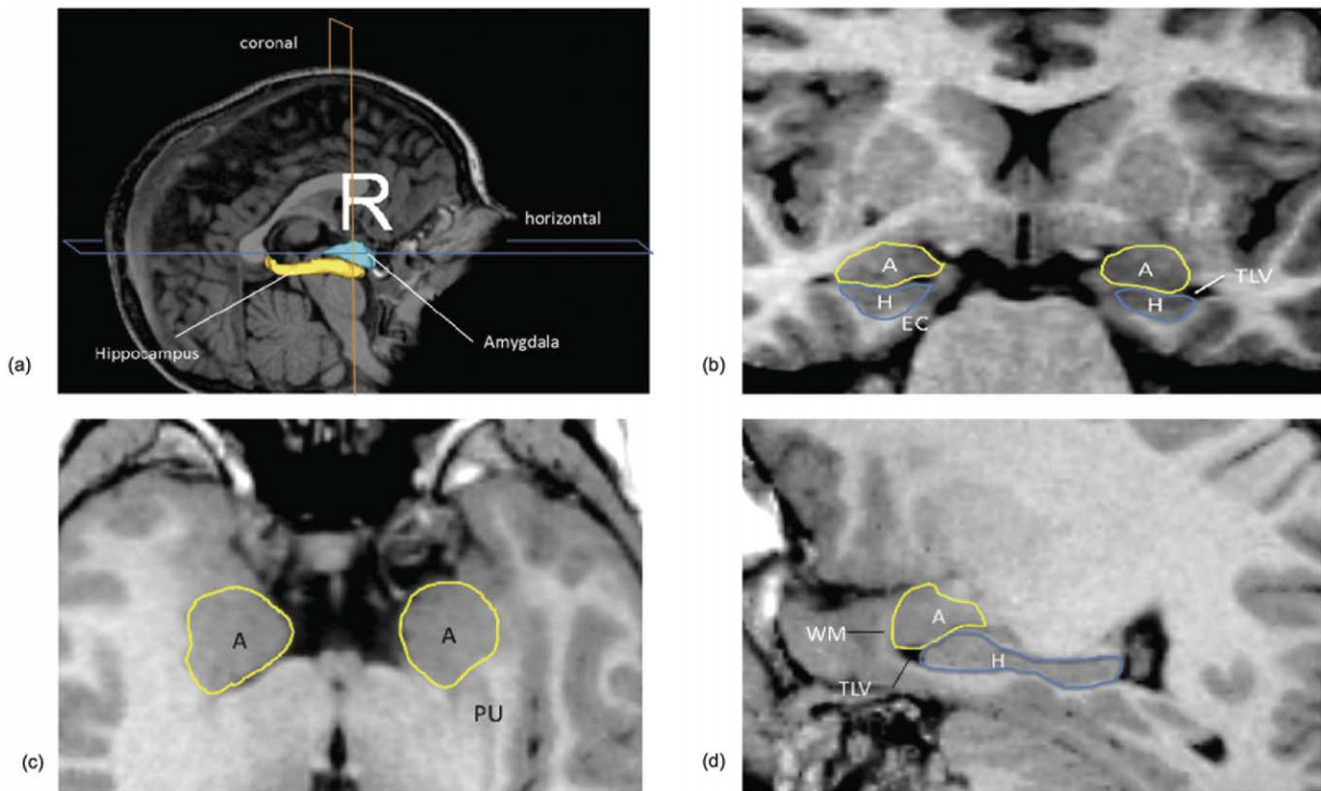 coronal
R
horizontal
Hippocampus
Amygdala
(a)
A
A
TLV
H
H
EC
(b)
A
A
PU
(c)
A
WM
H
TLV
(d)